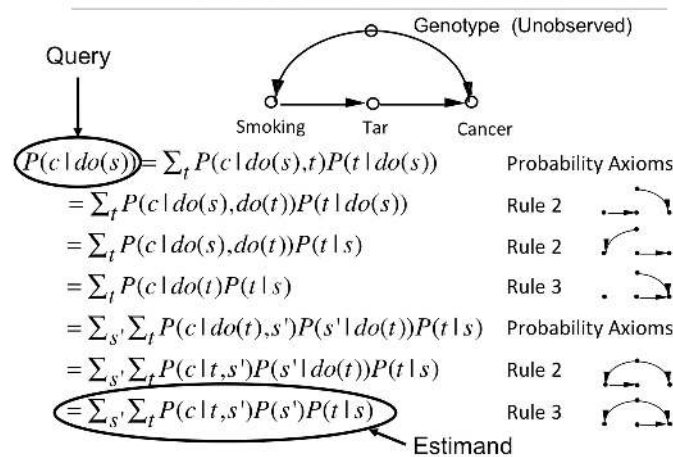 Genotype (Unobserved)
Query
Smoking Tar Cancer
P(c | do(s)) = ∑ₜ P(c | do(s), t)P(t | do(s)) Probability Axioms
= ∑ₜ P(c | do(s), do(t))P(t | do(s)) Rule 2
= ∑ₜ P(c | do(s), do(t))P(t | s) Rule 2
= ∑ₜ P(c | do(t)P(t | s) Rule 3
= ∑ₛ' ∑ₜ P(c | do(t), s')P(s' | do(t))P(t | s) Probability Axioms
= ∑ₛ' ∑ₜ P(c | t, s')P(s' | do(t))P(t | s) Rule 2
= ∑ₛ' ∑ₜ P(c | t, s')P(s')P(t | s) Rule 3
Estimand